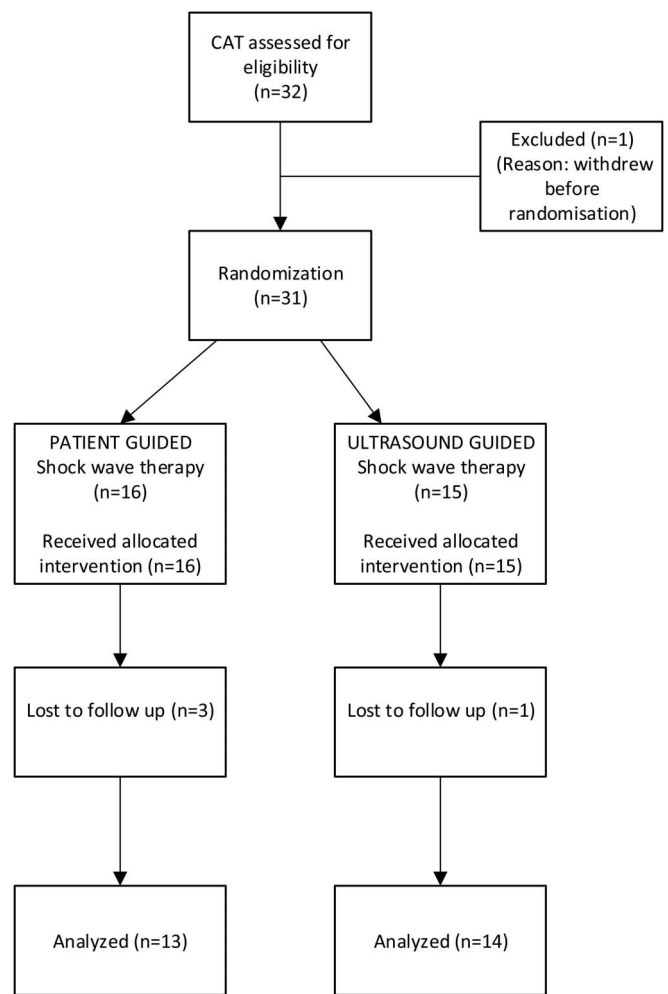 CAT assessed for
eligibility
(n=32)
Excluded (n=1)
(Reason: withdrew
before
randomisation)
Randomization
(n=31)
PATIENT GUIDED
Shock wave therapy
(n=16)
Received allocated
intervention (n=16)
ULTRASOUND GUIDED
Shock wave therapy
(n=15)
Received allocated
intervention (n=15)
Lost to follow up (n=3)
Lost to follow up (n=1)
Analyzed (n=13)
Analyzed (n=14)